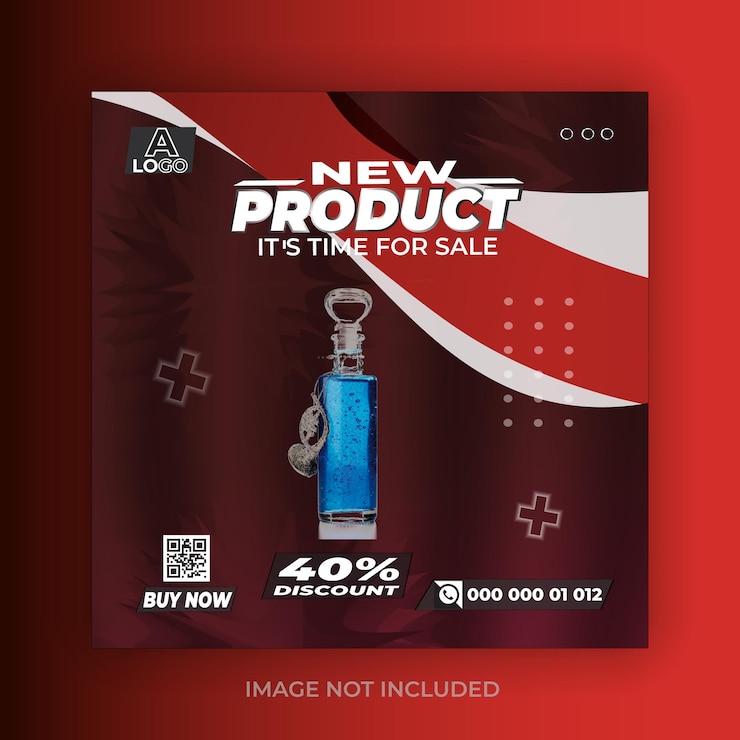 A
LOGO
NEW
PRODUCT
IT'S TIME FOR SALE
40%
DISCOUNT
BUY NOW
000 000 01 012
IMAGE NOT INCLUDED